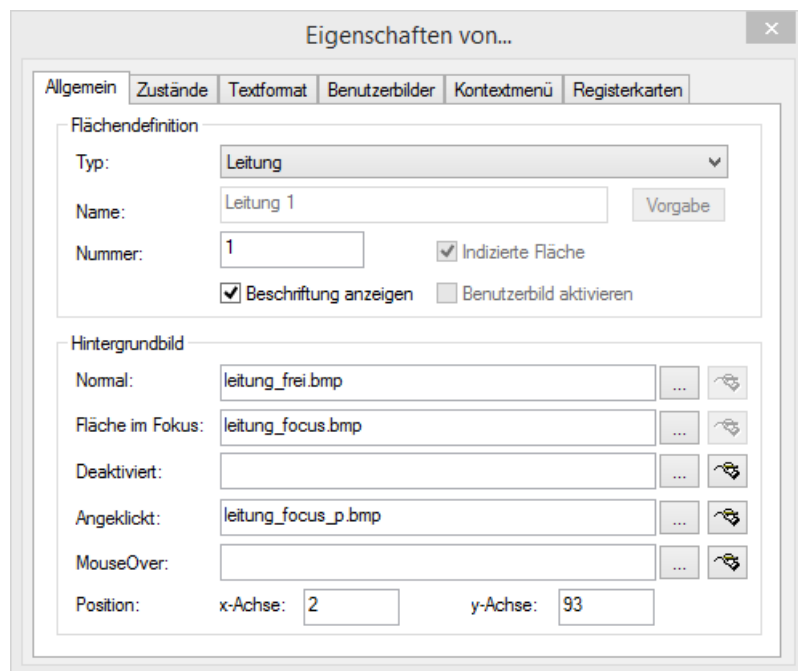 Eigenschaften von...
Allgemein Zustände Textformat Benutzerbilder Kontextmenü Registerkarten
Flächendefinition
Typ: Leitung
Name: Leitung 1 Vorgabe
Nummer: 1 Indizierte Fläche
Beschriftung anzeigen Benutzerbild aktivieren
Hintergrundbild
Normal: leitung_frei.bmp ...
Fläche im Fokus: leitung_focus.bmp ...
Deaktiviert: ...
Angeklickt: leitung_focus_p.bmp ...
MouseOver: ...
Position: x-Achse: 2 y-Achse: 93